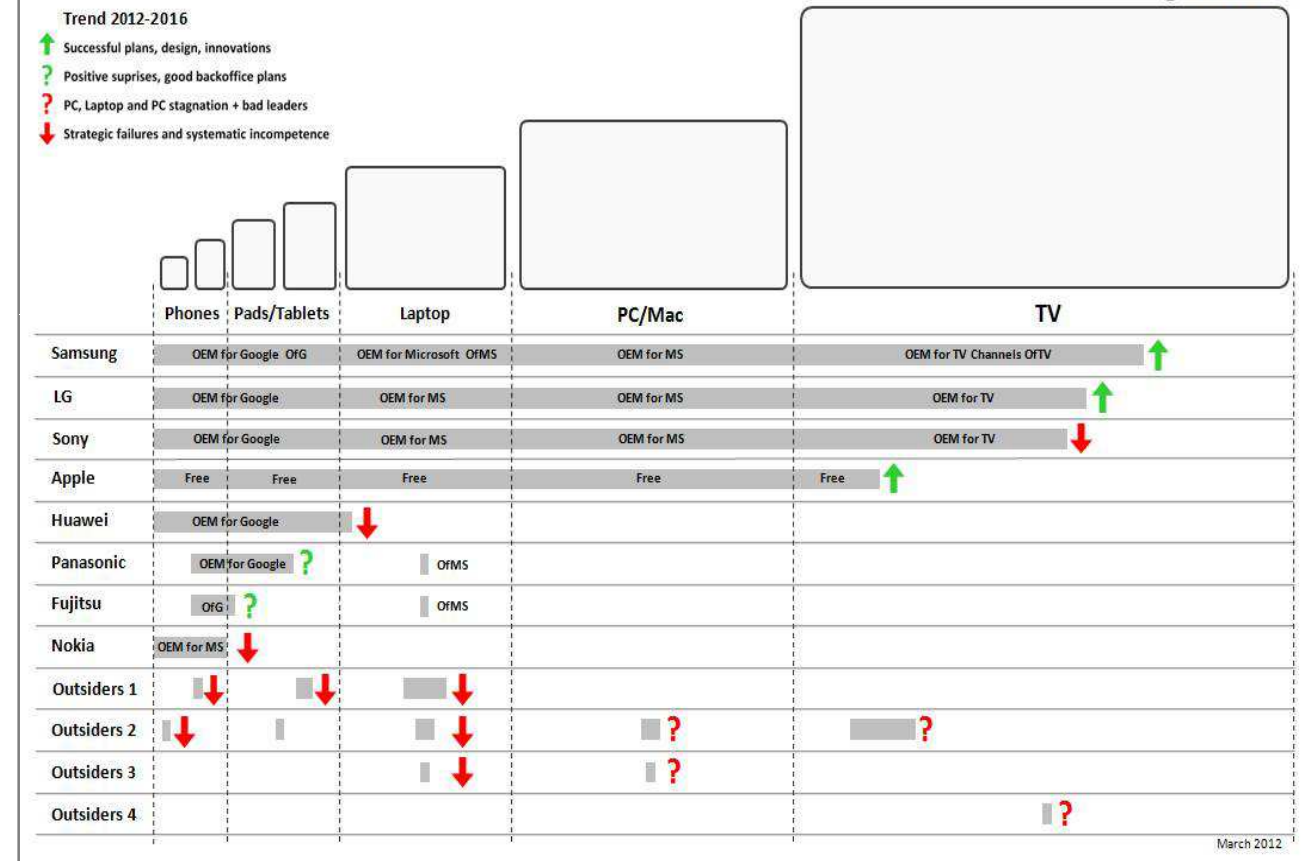 Trend 2012-2016
Successful plans, design, innovations
? Positive suprises, good backoffice plans
? PC, Laptop and PC stagnation + bad leaders
Strategic failures and systematic incompetence
Phones Pads/Tablets Laptop PC/Mac TV
Samsung OEM for Google OfG OEM for Microsoft OfMS OEM for MS OEM for TV Channels OfTV
LG OEM for Google OEM for MS OEM for MS OEM for TV
Sony OEM for Google OEM for MS OEM for MS OEM for TV
Apple Free Free Free Free Free
Huawei OEM for Google
Panasonic OEM for Google ? OfMS
Fujitsu OfG ? OfMS
Nokia OEM for MS
Outsiders 1
Outsiders 2 ? ?
Outsiders 3 ?
Outsiders 4 ?
March 2012